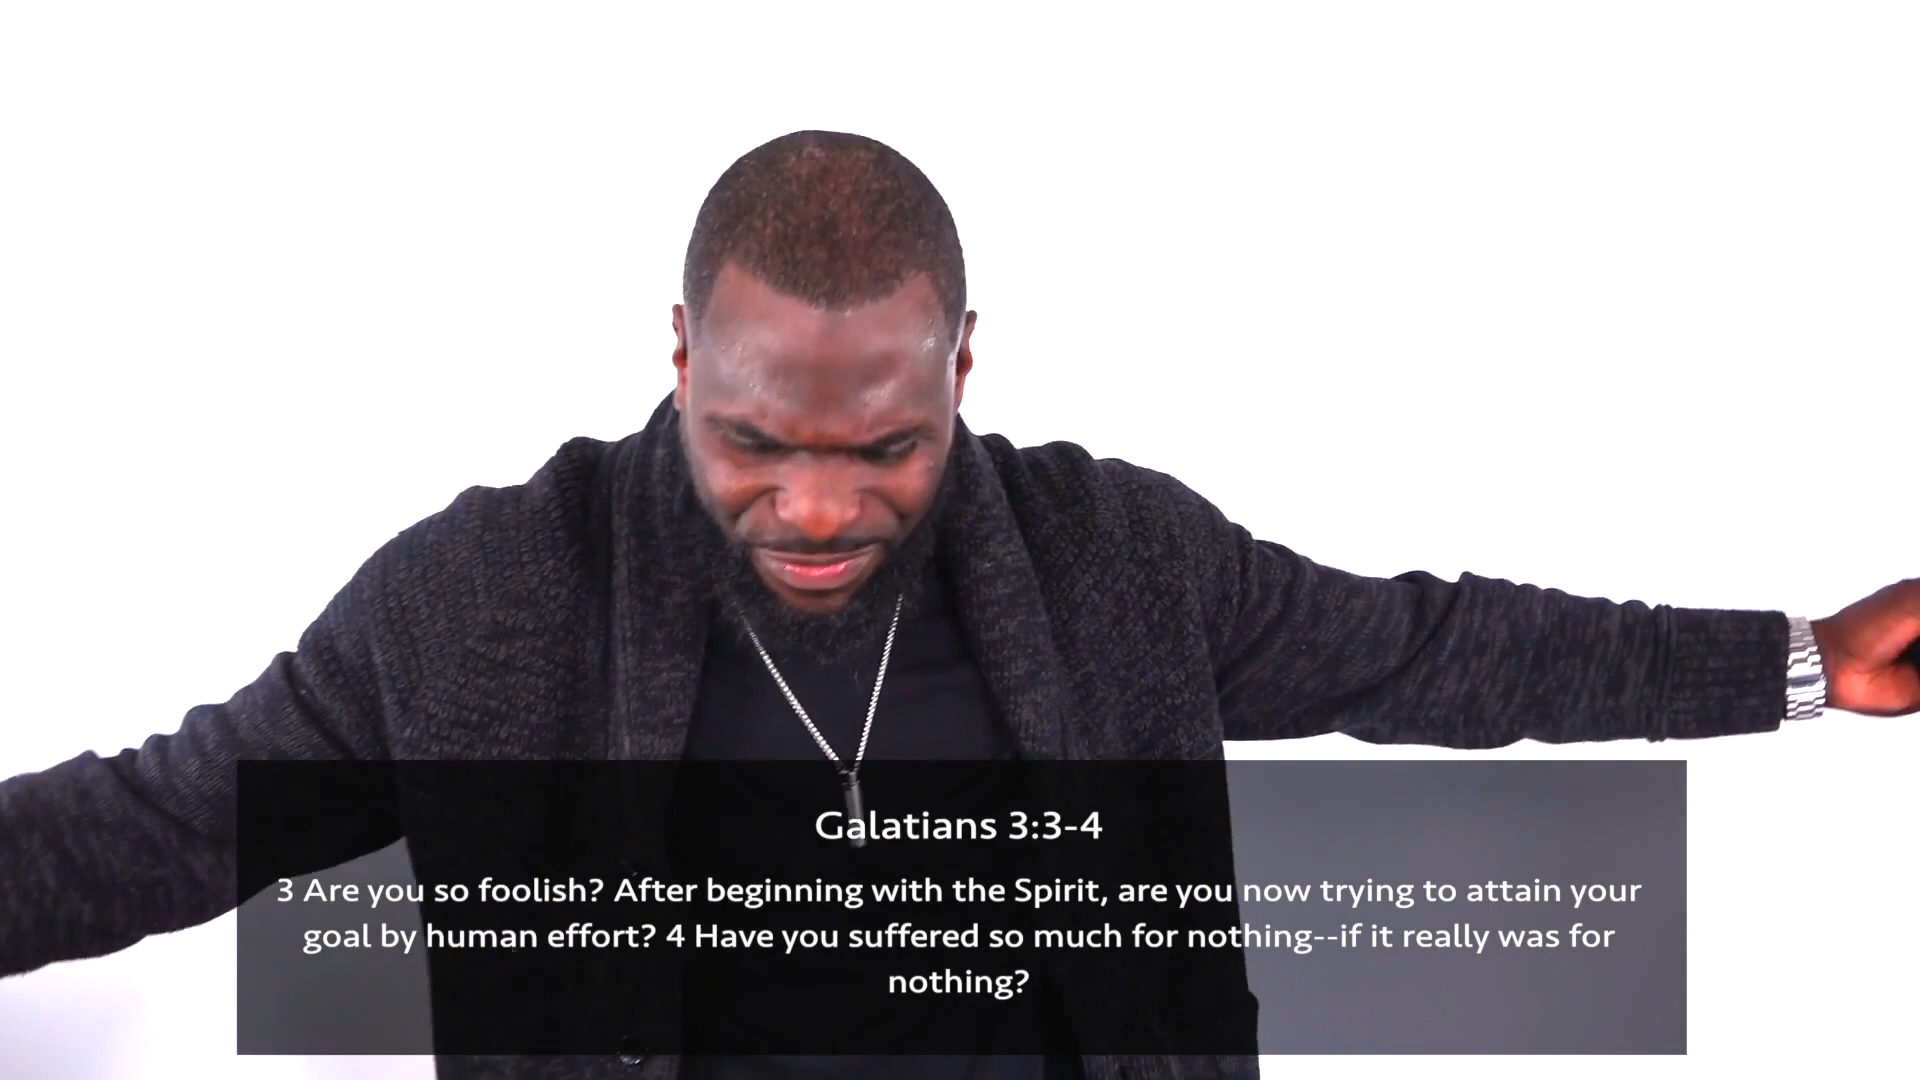 Galatians 3:3-4
3 Are you so foolish? After beginning with the Spirit, are you now trying to attain your
goal by human effort? 4 Have you suffered so much for nothing--if it really was for
nothing?